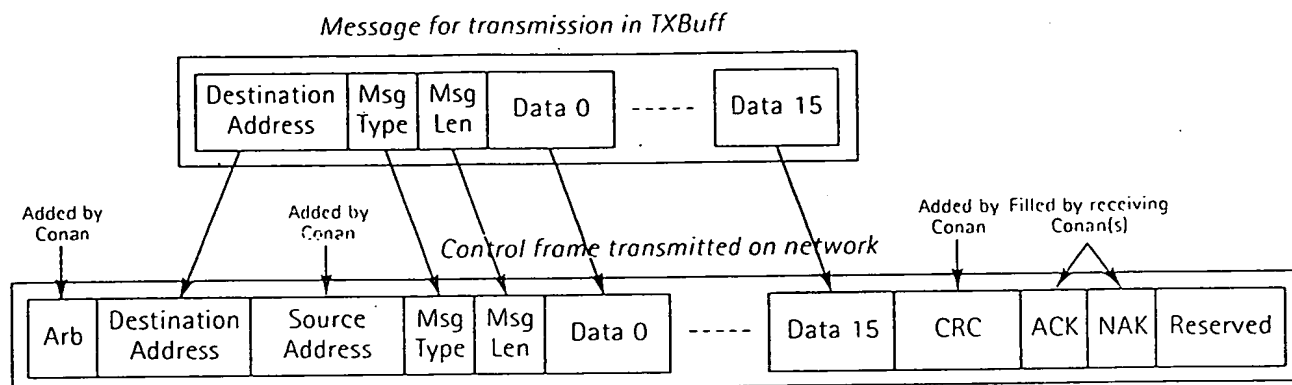 Message for transmission in TXBuff
Destination Address
Msg Type
Msg Len
Data 0
-----
Data 15
Added by Conan
Added by Conan
Added by Conan
Filled by receiving Conan(s)
Control frame transmitted on network
Arb
Destination Address
Source Address
Msg Type
Msg Len
Data 0
-----
Data 15
CRC
ACK
NAK
Reserved